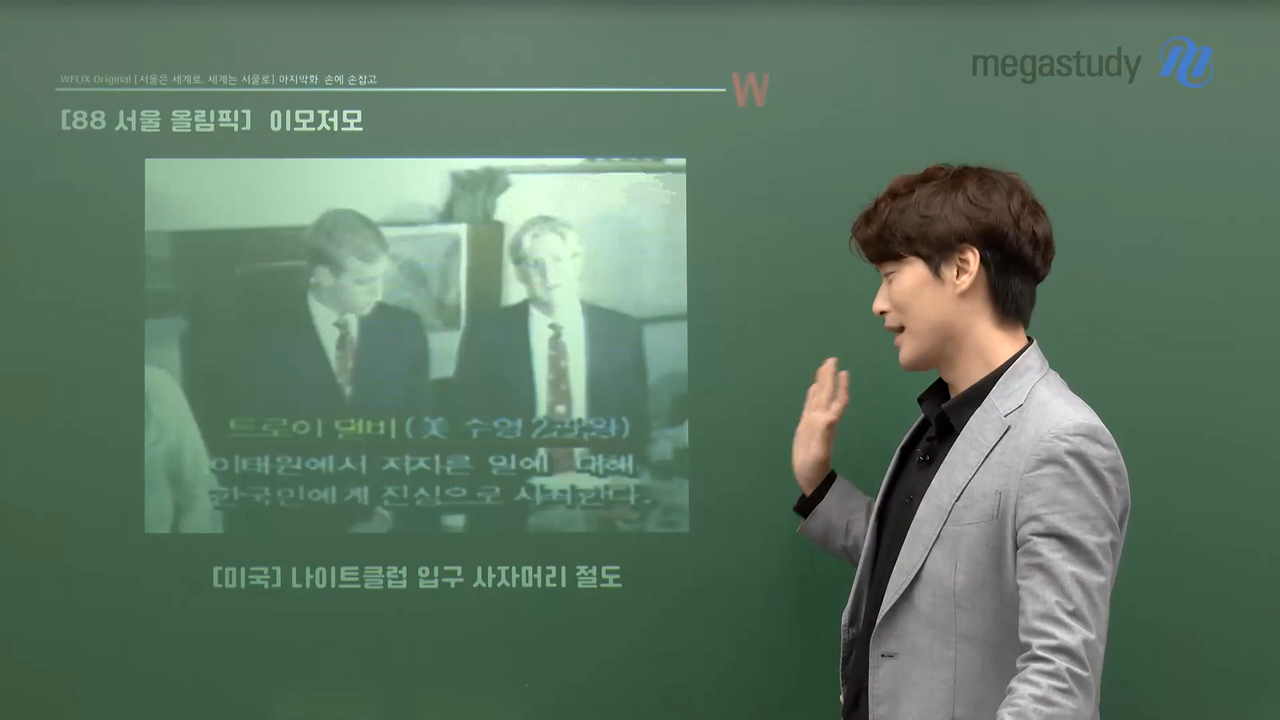 megastudy
WFLIX Original [서울은 세계로, 세계는 서울로] 마지막화. 손에 손잡고
W
[88 서울 올림픽] 이모저모
트로이 댈비(美 수영 2관왕)
이태원에서 저지른 일에 대해
한국민에게 진심으로 사죄한다.
[미국] 나이트클럽 입구 사자머리 절도